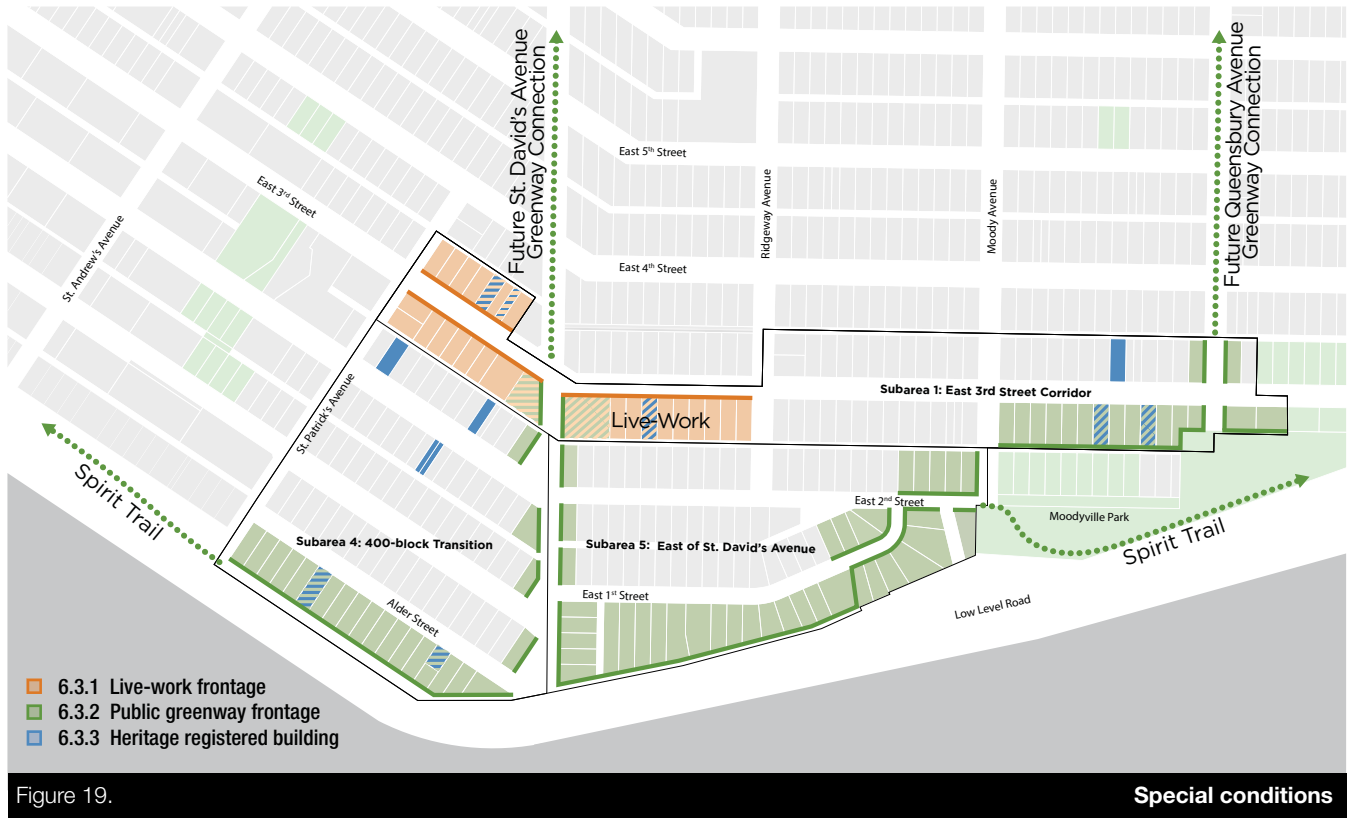 Future St. David's Avenue
Greenway Connection
Future Queensbury Avenue
Greenway Connection
East 5th Street
Ridgeway Avenue
Moody Avenue
East 3rd Street
St. Andrew's Avenue
East 4th Street
Subarea 1: East 3rd Street Corridor
Live-Work
St. Patrick's Avenue
Spirit Trail
East 2nd Street
Moodyville Park
Spirit Trail
Subarea 4: 400-block Transition
Subarea 5: East of St. David's Avenue
East 1st Street
Alder Street
Low Level Road
6.3.1 Live-work frontage
6.3.2 Public greenway frontage
6.3.3 Heritage registered building
Figure 19.
Special conditions